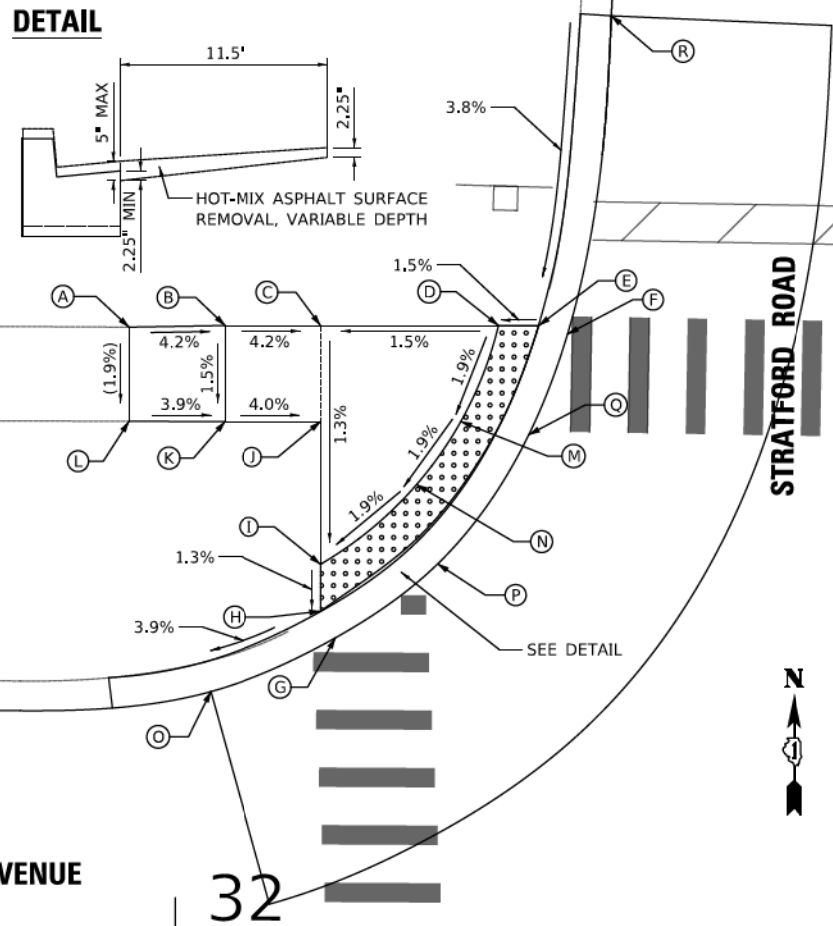 DETAIL
11.5'
5" MAX
2.25"
2.25" MIN
HOT-MIX ASPHALT SURFACE
REMOVAL, VARIABLE DEPTH
R
3.8%
1.5%
A
B
C
D
E
F
4.2%
4.2%
1.5%
(1.9%)
1.5%
1.3%
1.9%
1.9%
1.9%
3.9%
4.0%
L
K
J
Q
M
N
I
P
1.3%
H
3.9%
SEE DETAIL
G
O
STRATFORD ROAD
N
VENUE
32